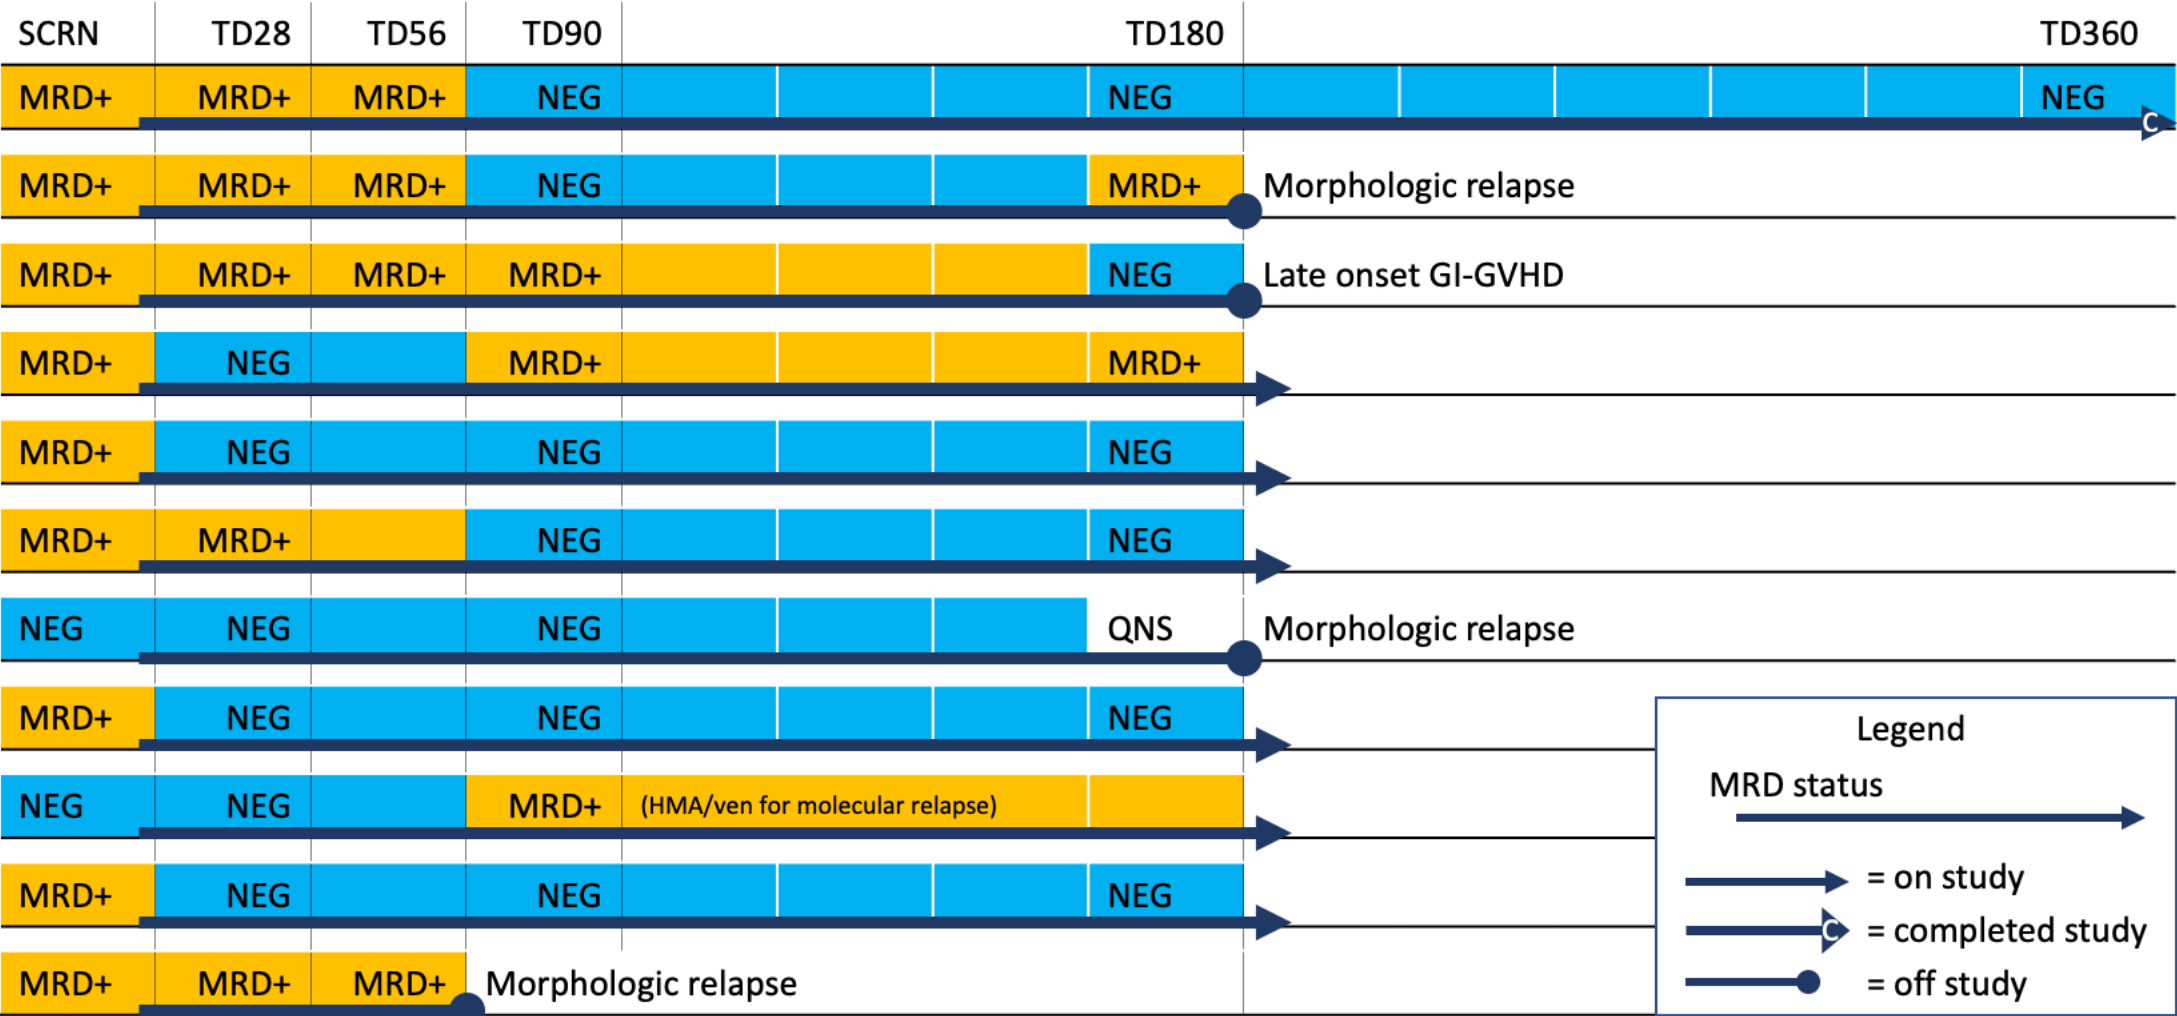 SCRN TD28 TD56 TD90 TD180 TD360
MRD+ MRD+ MRD+ NEG NEG NEG
C
MRD+ MRD+ MRD+ NEG MRD+ Morphologic relapse
MRD+ MRD+ MRD+ MRD+ NEG Late onset GI-GVHD
MRD+ NEG MRD+ MRD+
MRD+ NEG NEG NEG
MRD+ MRD+ NEG NEG
NEG NEG NEG QNS Morphologic relapse
MRD+ NEG NEG NEG
NEG NEG MRD+ (HMA/ven for molecular relapse)
MRD+ NEG NEG NEG
MRD+ MRD+ MRD+ Morphologic relapse
Legend
MRD status
= on study
C = completed study
= off study